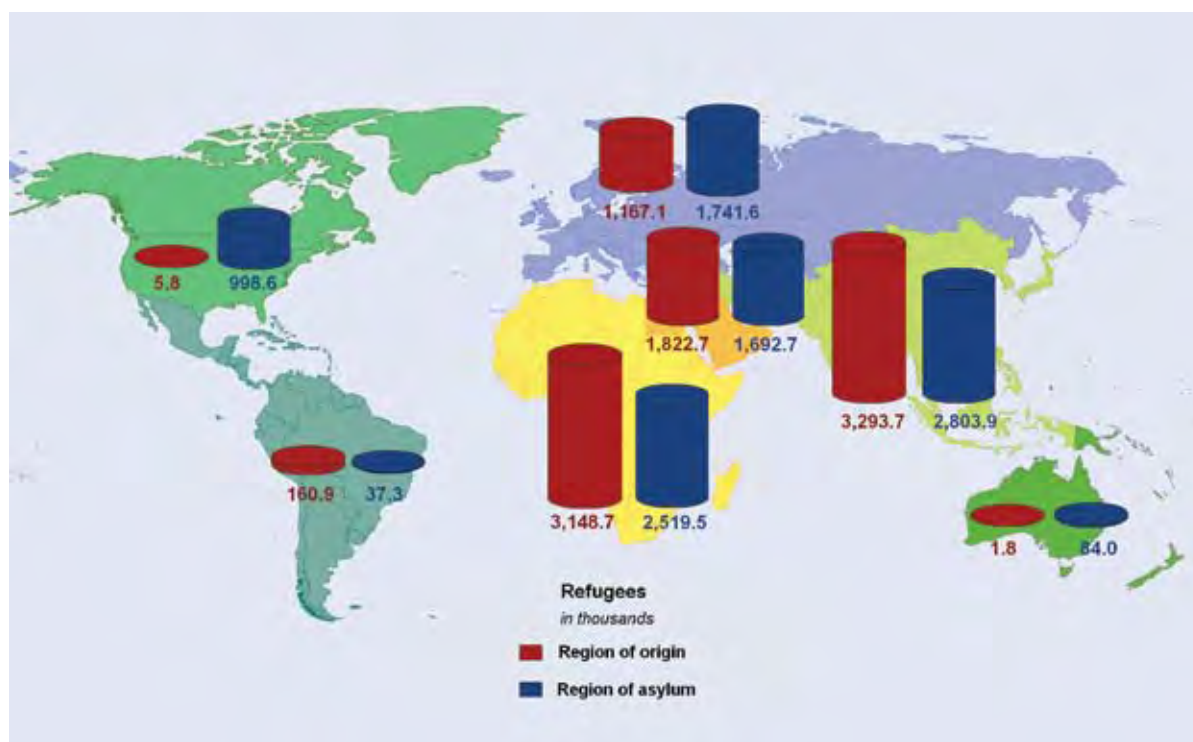 1,167.1 1,741.6
5.8 998.6
1,822.7 1,692.7
3,293.7 2,803.9
160.9 37.3
3,148.7 2,519.5
1.8 84.0
Refugees
in thousands
Region of origin
Region of asylum